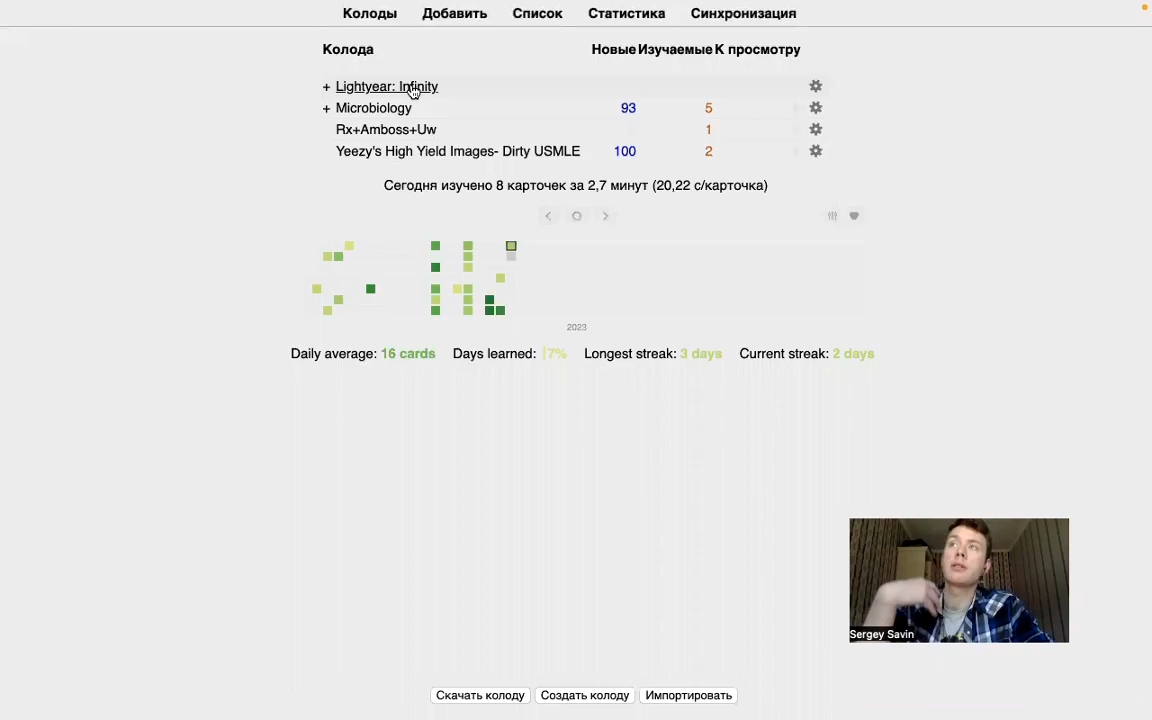 Колоды Добавить Список Статистика Синхронизация
Колода Новые Изучаемые К просмотру
+ Lightyear: Infinity
+ Microbiology 93 5
Rx+Amboss+Uw 1
Yeezy's High Yield Images- Dirty USMLE 100 2
Сегодня изучено 8 карточек за 2,7 минут (20,22 с/карточка)
2023
Daily average: 16 cards Days learned: 17% Longest streak: 3 days Current streak: 2 days
Sergey Savin
Скачать колоду Создать колоду Импортировать